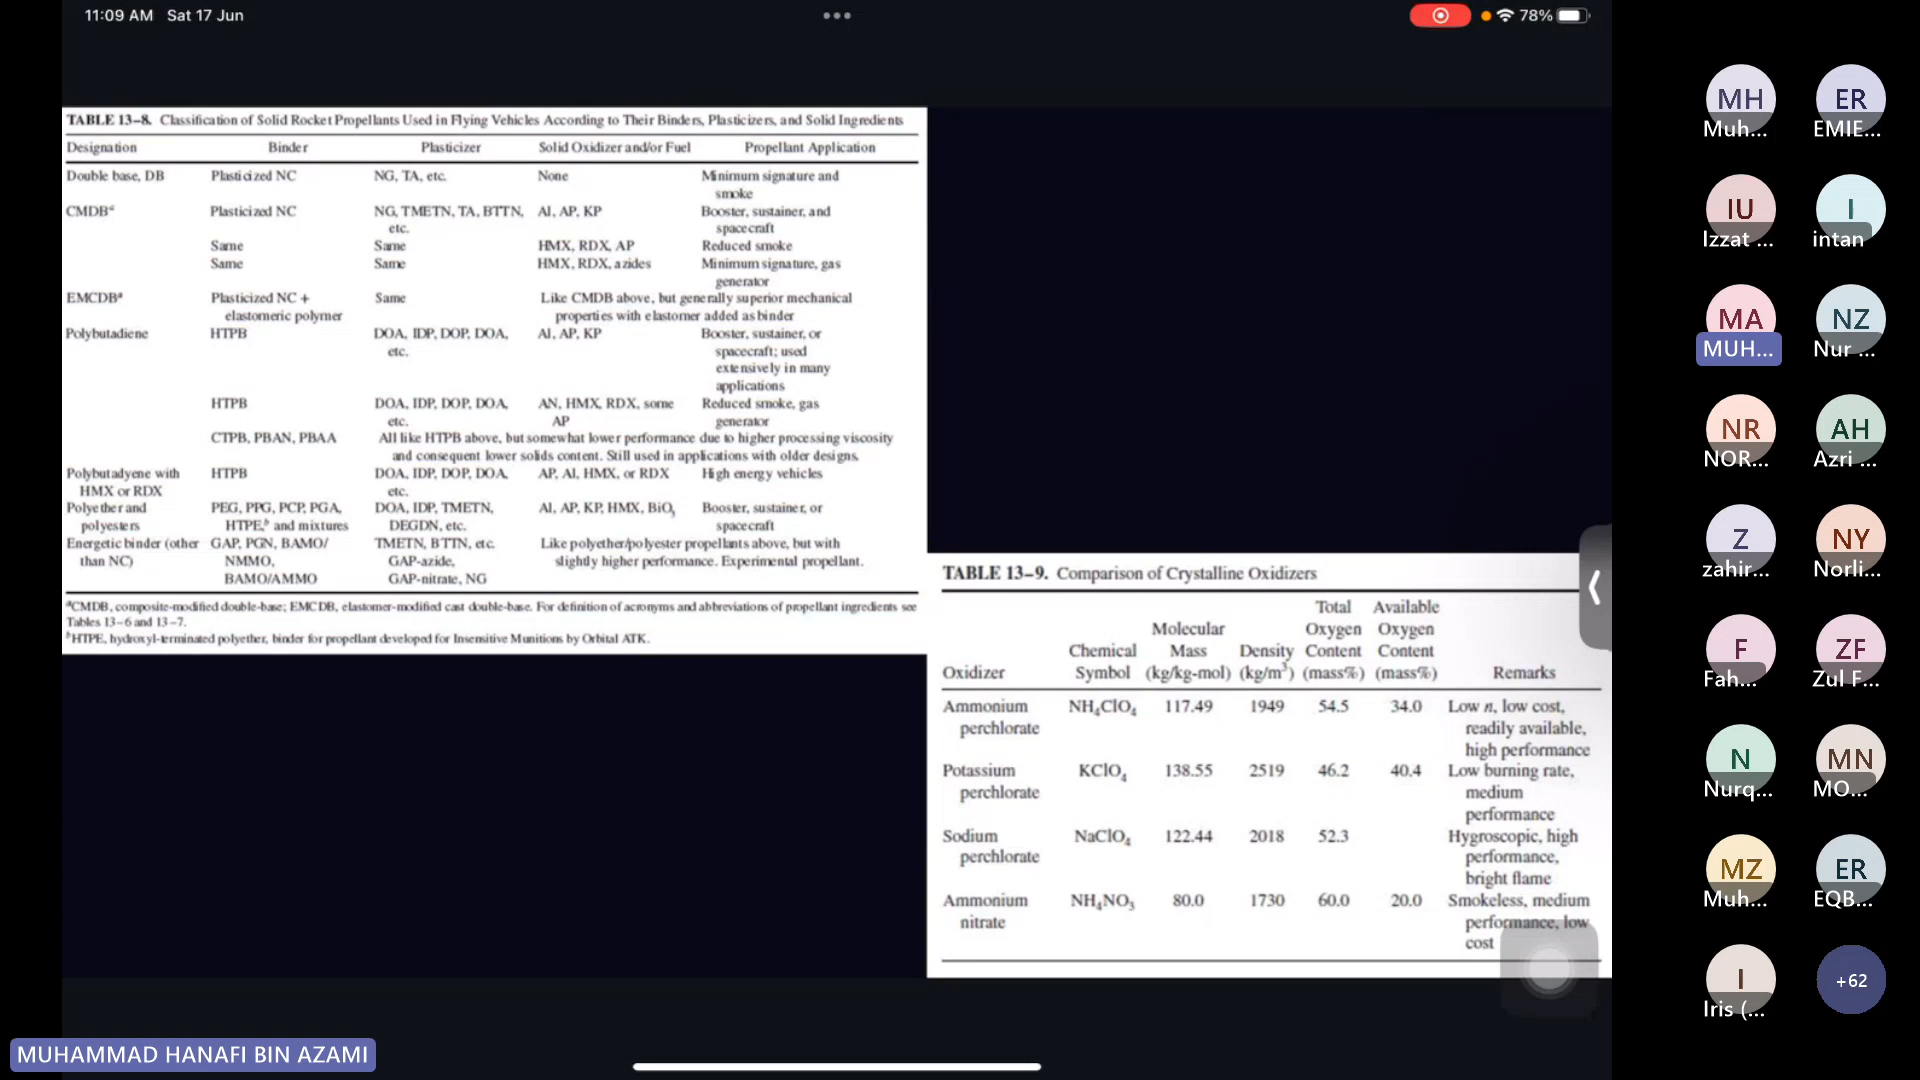 11:09 AM Sat 17 Jun
78%
TABLE 13–8. Classification of Solid Rocket Propellants Used in Flying Vehicles According to Their Binders, Plasticizers, and Solid Ingredients
Designation Binder Plasticizer Solid Oxidizer and/or Fuel Propellant Application
Double base, DB Plasticized NC NG, TA, etc. None Minimum signature and
smoke
CMDBᵃ Plasticized NC NG, TMETN, TA, BTTN, Al, AP, KP Booster, sustainer, and
etc. spacecraft
Same Same HMX, RDX, AP Reduced smoke
Same Same HMX, RDX, azides Minimum signature, gas
generator
EMCDBᵃ Plasticized NC + Same Like CMDB above, but generally superior mechanical
elastomeric polymer properties with elastomer added as binder
Polybutadiene HTPB DOA, IDP, DOP, DOA, Al, AP, KP Booster, sustainer, or
etc. spacecraft; used
extensively in many
applications
HTPB DOA, IDP, DOP, DOA, AN, HMX, RDX, some Reduced smoke, gas
etc. AP generator
CTPB, PBAN, PBAA All like HTPB above, but somewhat lower performance due to higher processing viscosity
and consequent lower solids content. Still used in applications with older designs.
Polybutadyene with HTPB DOA, IDP, DOP, DOA, AP, Al, HMX, or RDX High energy vehicles
HMX or RDX etc.
Polyether and PEG, PPG, PCP, PGA, DOA, IDP, TMETN, Al, AP, KP, HMX, BiO₃ Booster, sustainer, or
polyesters HTPE,ᵇ and mixtures DEGDN, etc. spacecraft
Energetic binder (other GAP, PGN, BAMO/ TMETN, BTTN, etc. Like polyether/polyester propellants above, but with
than NC) NMMO, GAP-azide, slightly higher performance. Experimental propellant.
BAMO/AMMO GAP-nitrate, NG
ᵃCMDB, composite-modified double-base; EMCDB, elastomer-modified cast double-base. For definition of acronyms and abbreviations of propellant ingredients see
Tables 13–6 and 13–7.
ᵇHTPE, hydroxyl-terminated polyether, binder for propellant developed for Insensitive Munitions by Orbital ATK.
TABLE 13–9. Comparison of Crystalline Oxidizers
Total Available
Molecular Oxygen Oxygen
Chemical Mass Density Content Content
Oxidizer Symbol (kg/kg-mol) (kg/m³) (mass%) (mass%) Remarks
Ammonium NH₄ClO₄ 117.49 1949 54.5 34.0 Low n, low cost,
perchlorate readily available,
high performance
Potassium KClO₄ 138.55 2519 46.2 40.4 Low burning rate,
perchlorate medium
performance
Sodium NaClO₄ 122.44 2018 52.3 Hygroscopic, high
perchlorate performance,
bright flame
Ammonium NH₄NO₃ 80.0 1730 60.0 20.0 Smokeless, medium
nitrate performance, low
cost
MH ER
Muh... EMIE...
IU I
Izzat ... intan
MA NZ
MUH... Nur ...
NR AH
NOR... Azri ...
Z NY
zahir... Norli...
F ZF
Fah... Zul F...
N MN
Nurq... MO...
MZ ER
Muh... EQB...
I +62
Iris (...
MUHAMMAD HANAFI BIN AZAMI